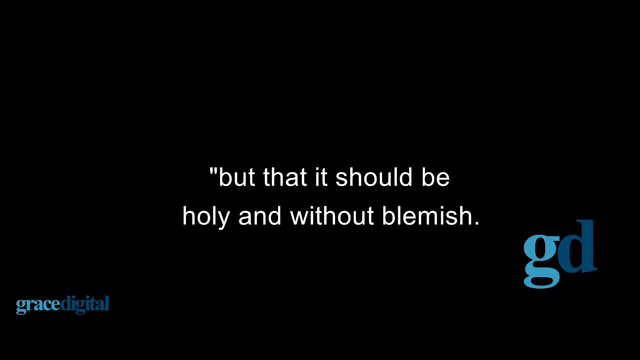 "but that it should be
holy and without blemish.
gd
gracedigital